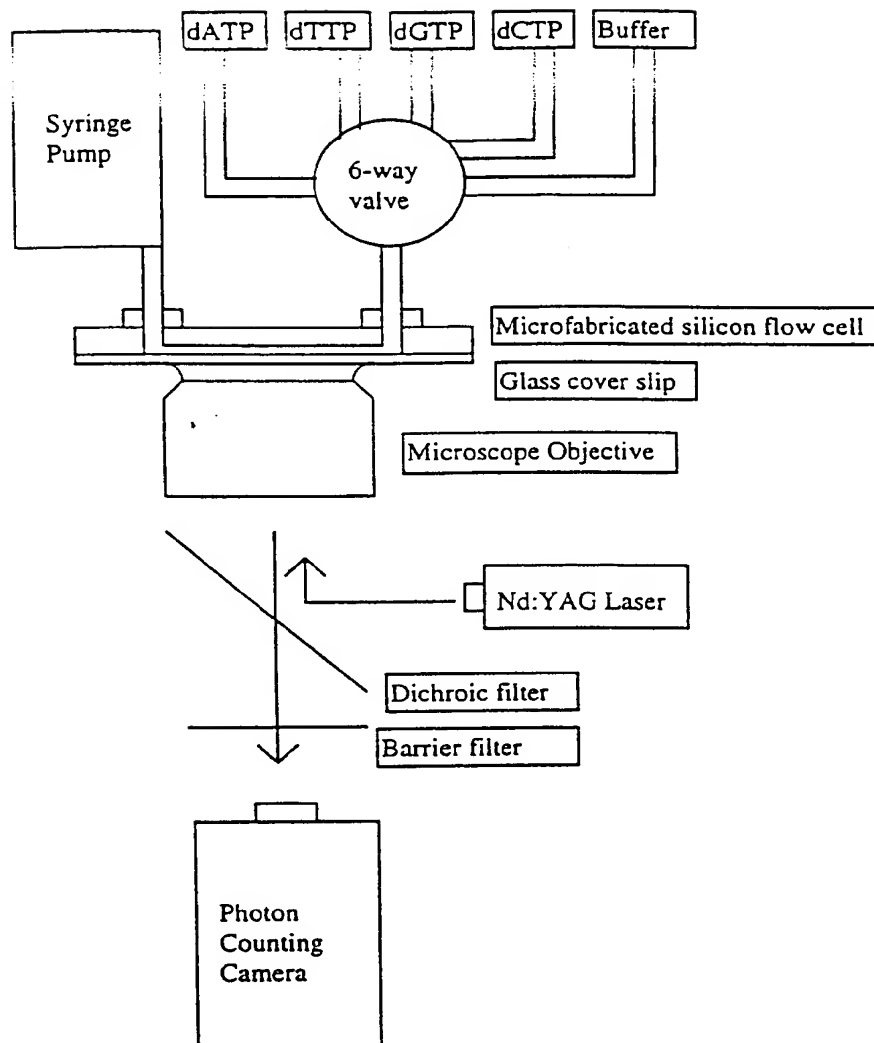 dATP dTTP dGTP dCTP Buffer
Syringe
Pump
6-way
valve
Microfabricated silicon flow cell
Glass cover slip
Microscope Objective
Nd:YAG Laser
Dichroic filter
Barrier filter
Photon
Counting
Camera